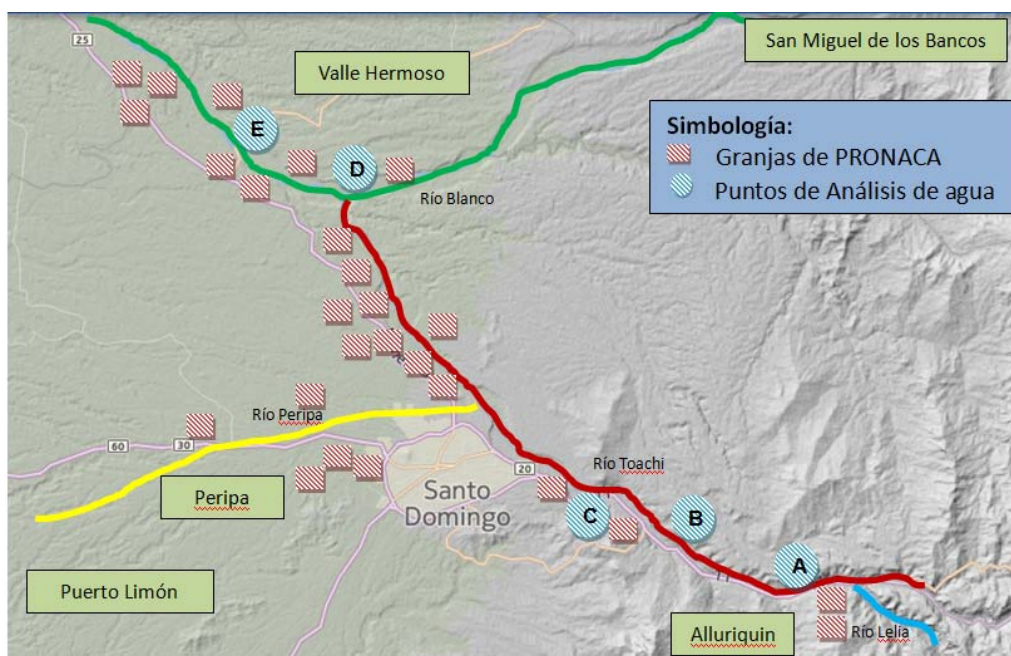 San Miguel de los Bancos
25
Valle Hermoso
Simbología:
Granjas de PRONACA
Puntos de Análisis de agua
E
D
Río Blanco
Río Peripa
60
30
20
Río Toachi
Peripa
Santo
Domingo
C
B
A
Puerto Limón
Alluriquin
Río Lelia